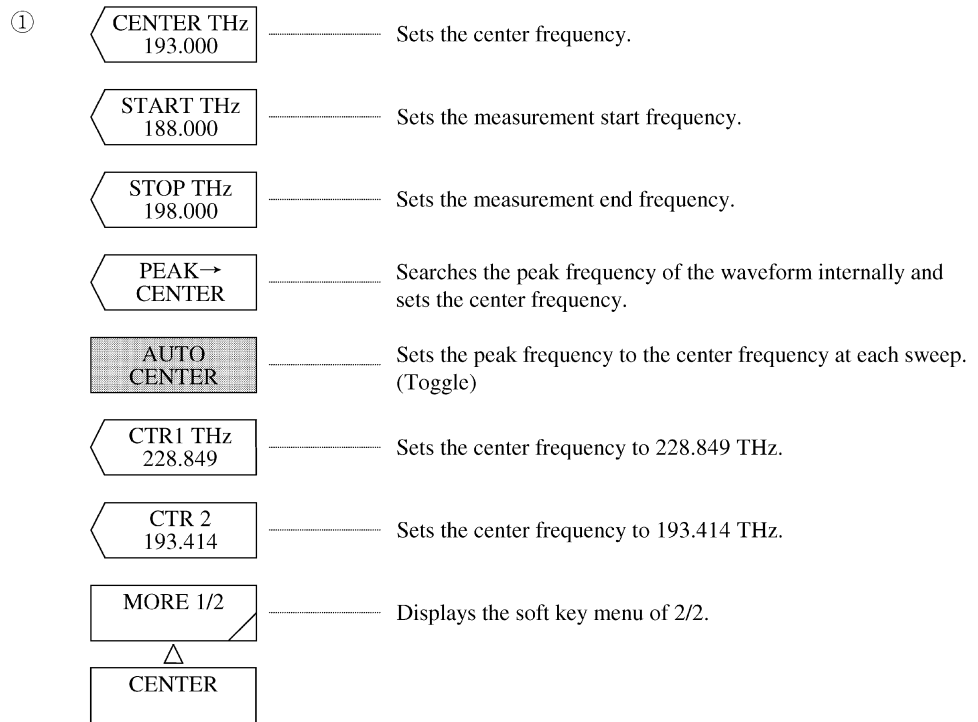 ①
CENTER THz
193.000
Sets the center frequency.
START THz
188.000
Sets the measurement start frequency.
STOP THz
198.000
Sets the measurement end frequency.
PEAK→
CENTER
Searches the peak frequency of the waveform internally and
sets the center frequency.
AUTO
CENTER
Sets the peak frequency to the center frequency at each sweep.
(Toggle)
CTR1 THz
228.849
Sets the center frequency to 228.849 THz.
CTR 2
193.414
Sets the center frequency to 193.414 THz.
MORE 1/2
Displays the soft key menu of 2/2.
CENTER